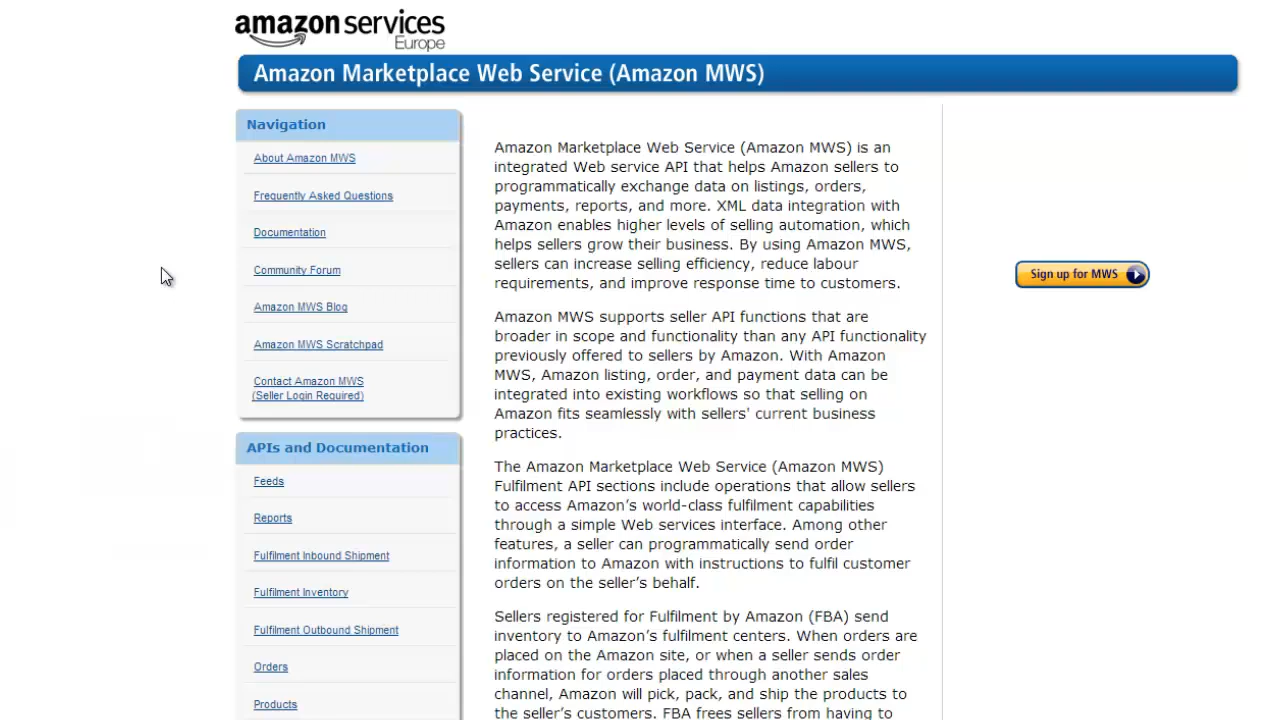 amazon services
Europe
Amazon Marketplace Web Service (Amazon MWS)
Navigation
About Amazon MWS
Frequently Asked Questions
Documentation
Community Forum
Amazon MWS Blog
Amazon MWS Scratchpad
Contact Amazon MWS
(Seller Login Required)
APIs and Documentation
Feeds
Reports
Fulfilment Inbound Shipment
Fulfilment Inventory
Fulfilment Outbound Shipment
Orders
Products
Amazon Marketplace Web Service (Amazon MWS) is an
integrated Web service API that helps Amazon sellers to
programmatically exchange data on listings, orders,
payments, reports, and more. XML data integration with
Amazon enables higher levels of selling automation, which
helps sellers grow their business. By using Amazon MWS,
sellers can increase selling efficiency, reduce labour
requirements, and improve response time to customers.
Amazon MWS supports seller API functions that are
broader in scope and functionality than any API functionality
previously offered to sellers by Amazon. With Amazon
MWS, Amazon listing, order, and payment data can be
integrated into existing workflows so that selling on
Amazon fits seamlessly with sellers' current business
practices.
The Amazon Marketplace Web Service (Amazon MWS)
Fulfilment API sections include operations that allow sellers
to access Amazon’s world-class fulfilment capabilities
through a simple Web services interface. Among other
features, a seller can programmatically send order
information to Amazon with instructions to fulfil customer
orders on the seller’s behalf.
Sellers registered for Fulfilment by Amazon (FBA) send
inventory to Amazon’s fulfilment centers. When orders are
placed on the Amazon site, or when a seller sends order
information for orders placed through another sales
channel, Amazon will pick, pack, and ship the products to
the seller’s customers. FBA frees sellers from having to
Sign up for MWS